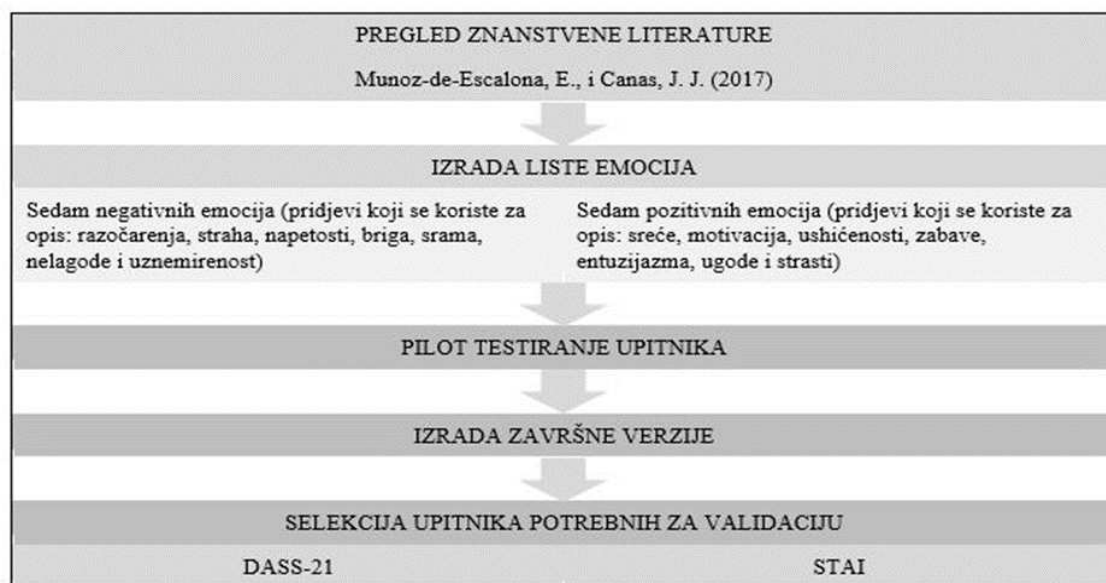 PREGLED ZNANSTVENE LITERATURE
Munoz-de-Escalona, E., i Canas, J. J. (2017)
IZRADA LISTE EMOCIJA
Sedam negativnih emocija (pridjevi koji se koriste za
opis: razočarenja, straha, napetosti, briga, srama,
nelagode i uznemirenost)
Sedam pozitivnih emocija (pridjevi koji se koriste za
opis: sreće, motivacija, ushićenosti, zabave,
entuzijazma, ugode i strasti)
PILOT TESTIRANJE UPITNIKA
IZRADA ZAVRŠNE VERZIJE
SELEKCIJA UPITNIKA POTREBNIH ZA VALIDACIJU
DASS-21
STAI